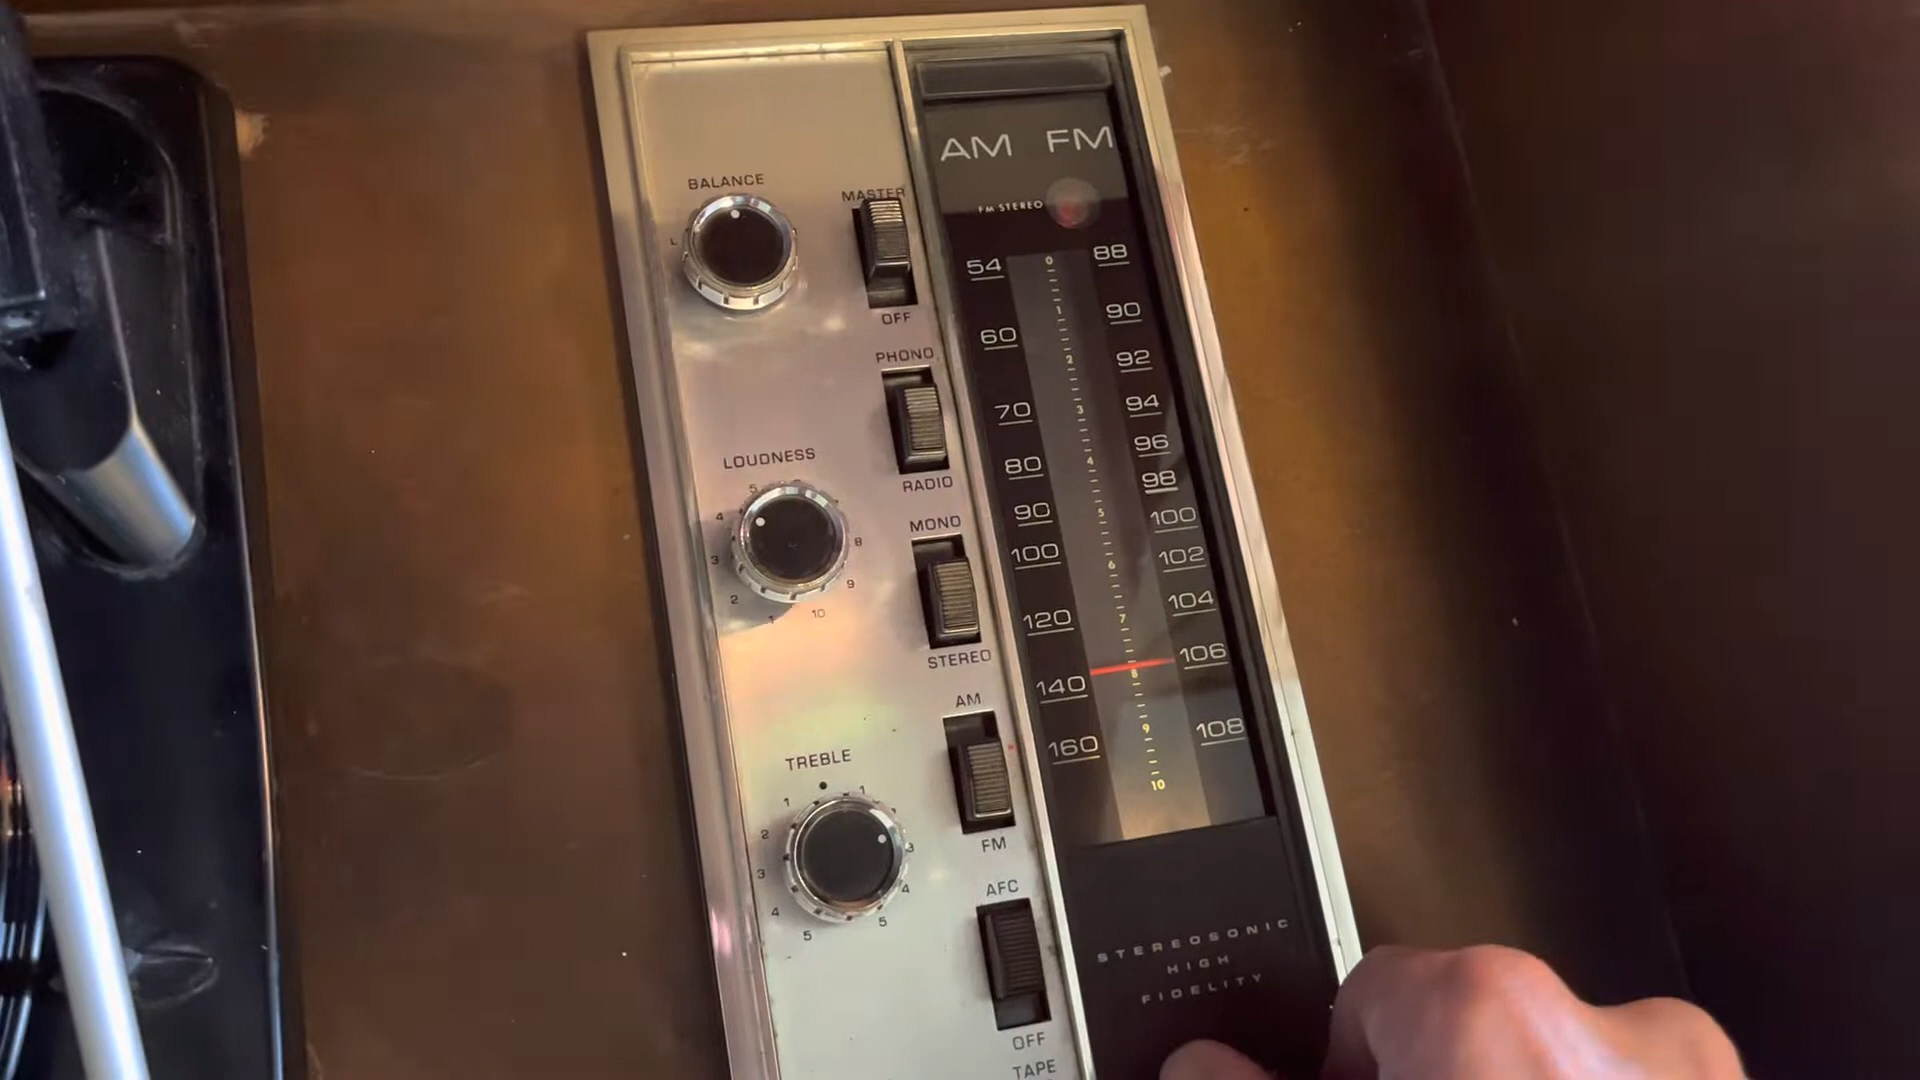 BALANCE
L
MASTER
OFF
PHONO
RADIO
LOUDNESS
5
4
3
2
1
8
9
10
MONO
STEREO
TREBLE
1
2
3
4
5
1
3
4
5
AM
FM
AFC
OFF
TAPE
AM FM
FM STEREO
54
60
70
80
90
100
120
140
160
0
1
2
3
4
5
6
7
8
9
10
88
90
92
94
96
98
100
102
104
106
108
STEREOSONIC
HIGH
FIDELITY